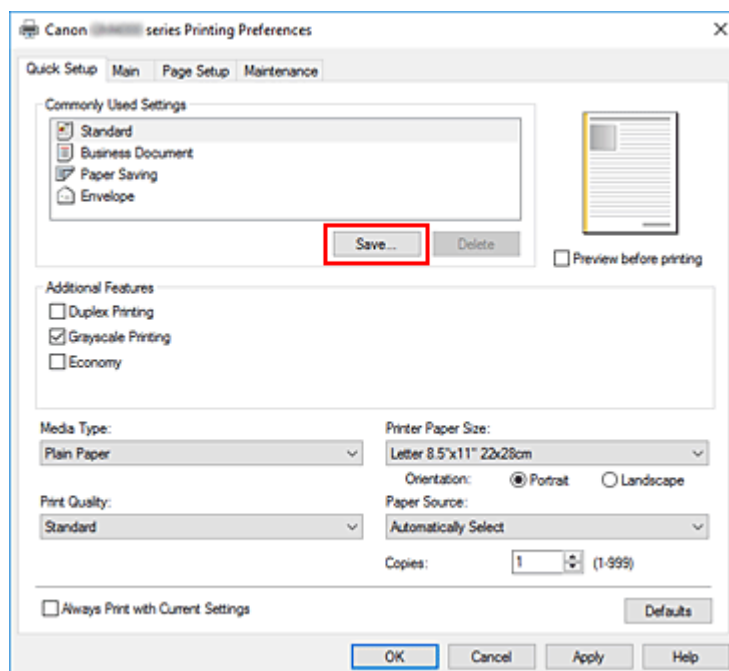 Canon series Printing Preferences
Quick Setup Main Page Setup Maintenance
Commonly Used Settings
Standard
Business Document
Paper Saving
Envelope
Save... Delete
Preview before printing
Additional Features
Duplex Printing
Grayscale Printing
Economy
Media Type: Printer Paper Size:
Plain Paper Letter 8.5"x11" 22x28cm
Orientation: Portrait Landscape
Print Quality: Paper Source:
Standard Automatically Select
Copies: 1 (1-999)
Always Print with Current Settings Defaults
OK Cancel Apply Help